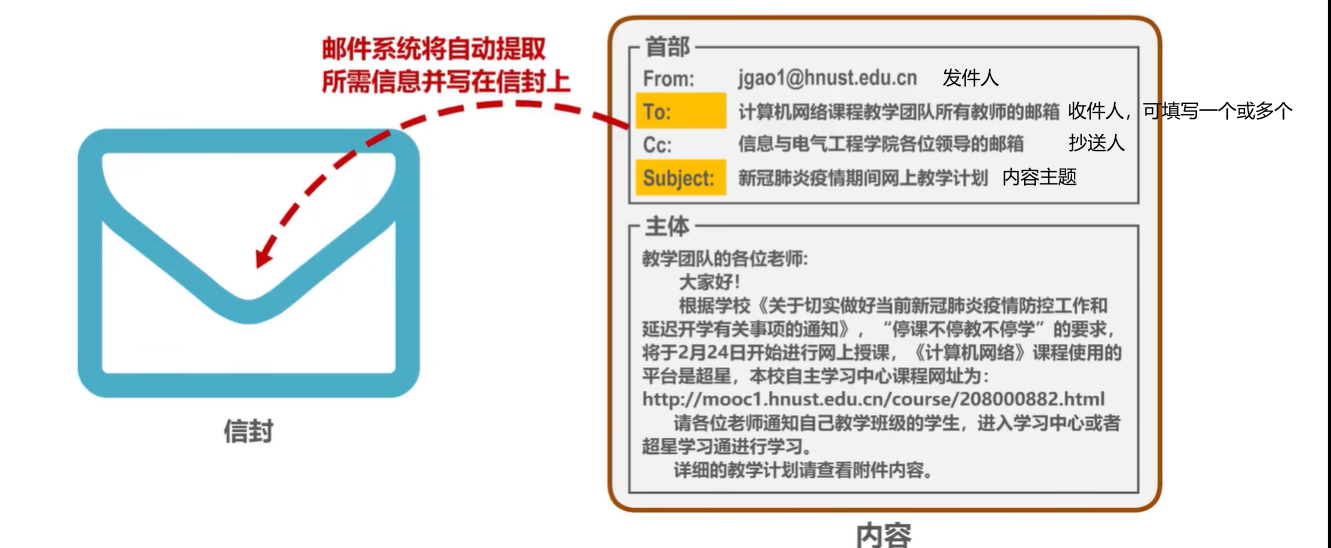 邮件系统将自动提取
所需信息并写在信封上
信封
首部
From: jgao1@hnust.edu.cn 发件人
To: 计算机网络课程教学团队所有教师的邮箱 收件人，可填写一个或多个
Cc: 信息与电气工程学院各位领导的邮箱 抄送人
Subject: 新冠肺炎疫情期间网上教学计划 内容主题
主体
教学团队的各位老师:
大家好！
根据学校《关于切实做好当前新冠肺炎疫情防控工作和
延迟开学有关事项的通知》，“停课不停教不停学”的要求，
将于2月24日开始进行网上授课，《计算机网络》课程使用的
平台是超星，本校自主学习中心课程网址为：
http://mooc1.hnust.edu.cn/course/208000882.html
请各位老师通知自己教学班级的学生，进入学习中心或者
超星学习通进行学习。
详细的教学计划请查看附件内容。
内容